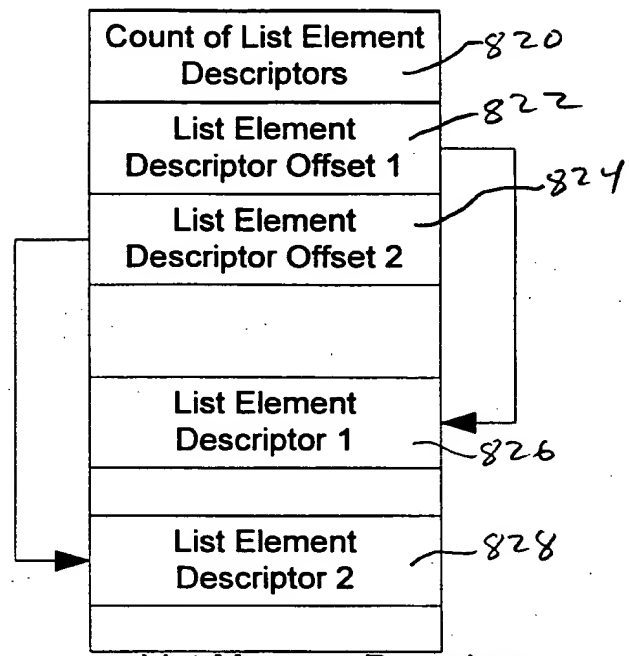 Count of List Element
Descriptors
820
List Element
Descriptor Offset 1
822
List Element
Descriptor Offset 2
824
List Element
Descriptor 1
826
List Element
Descriptor 2
828